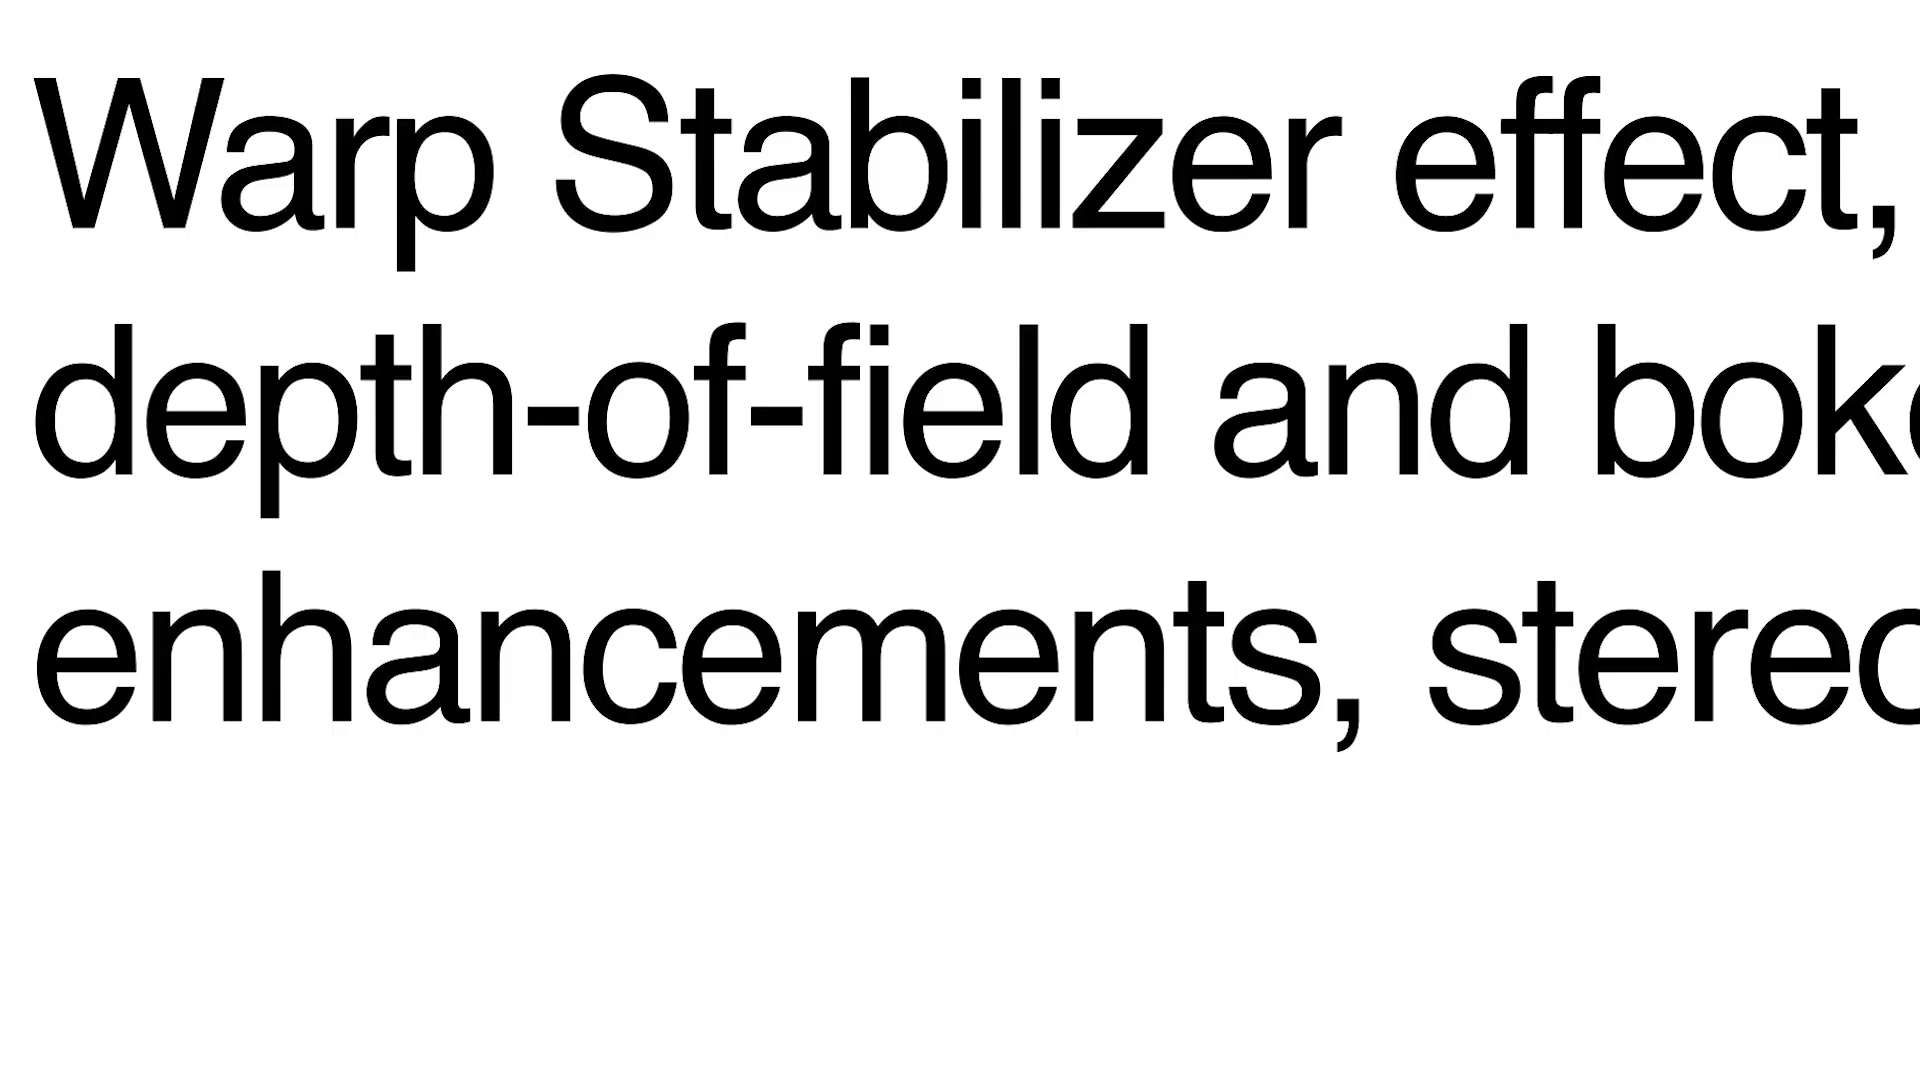 Warp Stabilizer effect,
depth-of-field and
enhancements,